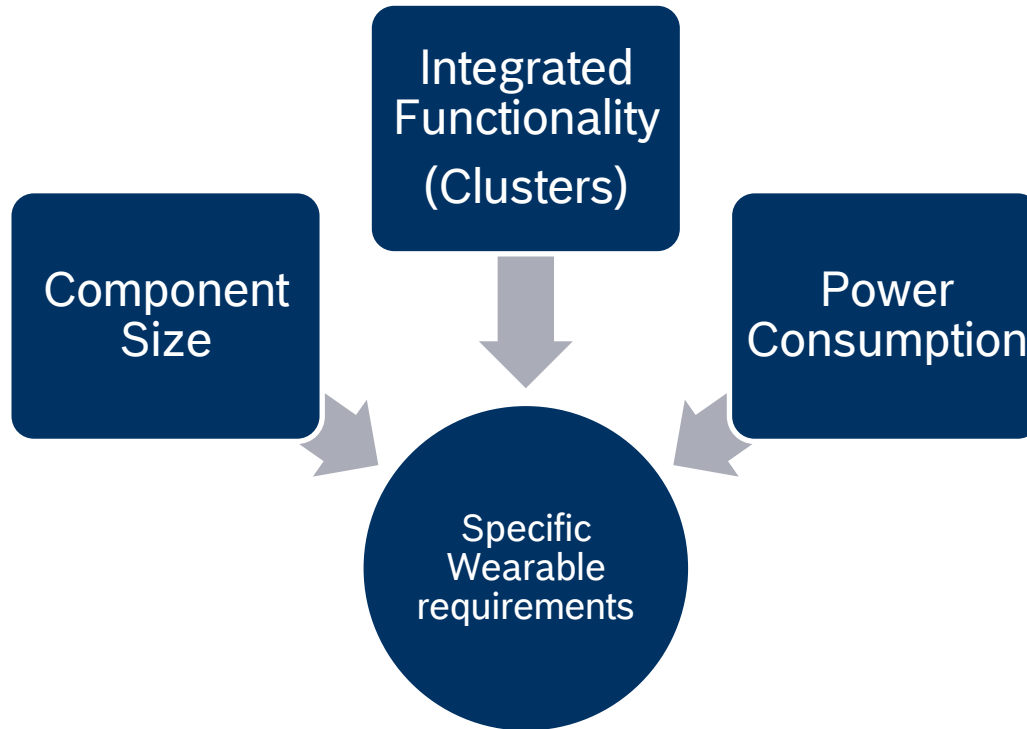 Integrated
Functionality
(Clusters)
Component
Size
Power
Consumption
Specific
Wearable
requirements